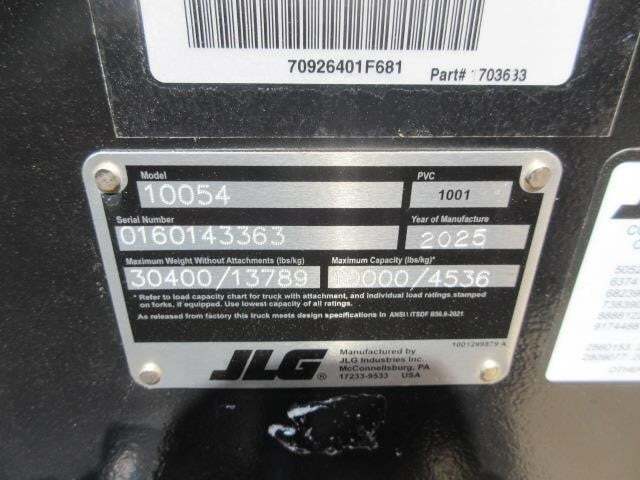 70926401F681 Part# 1703683
Model PVC
10054 1001
Serial Number Year of Manufacture
0160143363 2025
Maximum Weight Without Attachments (lbs/kg) Maximum Capacity (lbs/kg)*
30400/13789 10000/4536
* Refer to load capacity chart for truck with attachment, and individual load ratings stamped
on forks, if equipped. Use lowest capacity of all ratings.
As released from factory this truck meets design specifications in ANSI / ITSDF B56.6-2021
1001299879 A
JLG ®
Manufactured by
JLG Industries Inc.
McConnellsburg, PA
17233-9533 USA